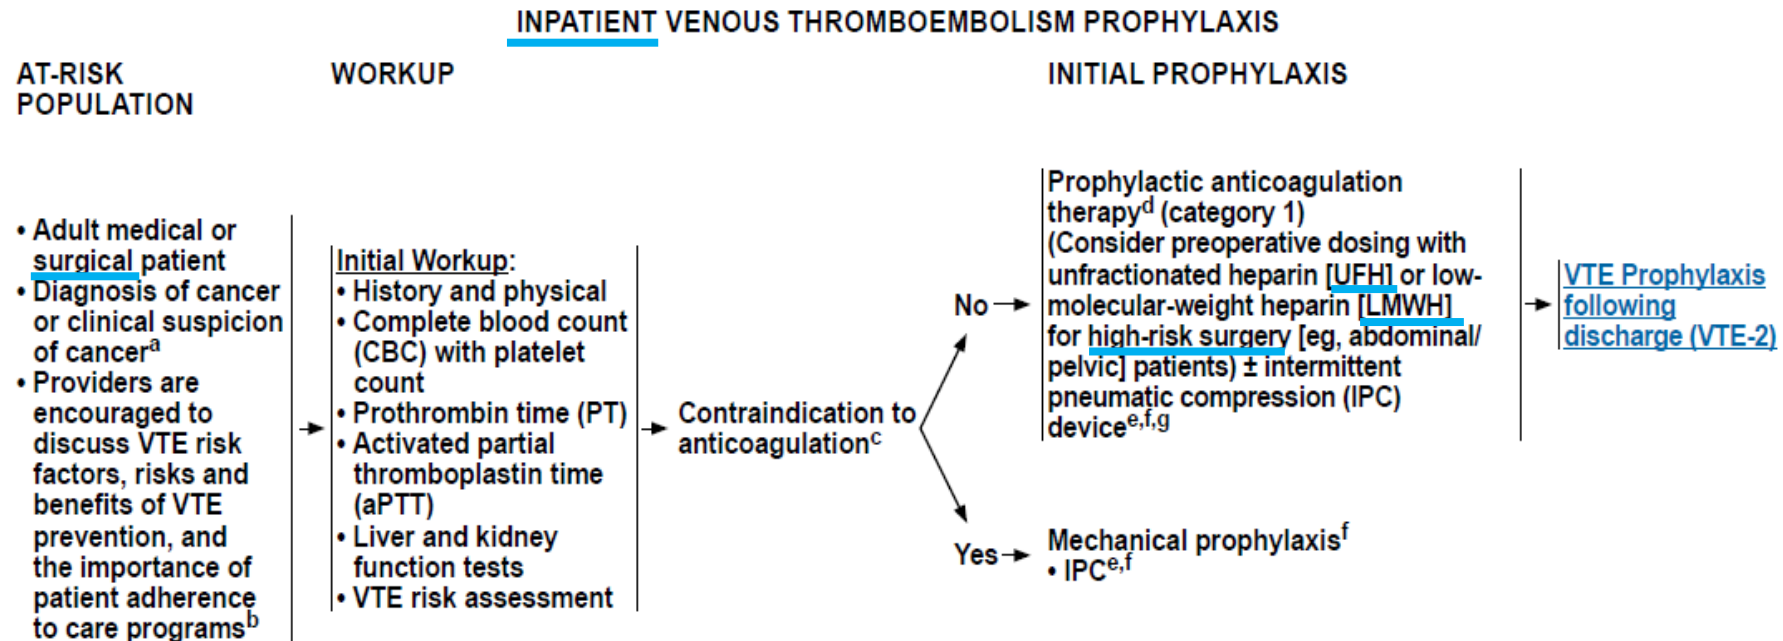 INPATIENT VENOUS THROMBOEMBOLISM PROPHYLAXIS
AT-RISK
POPULATION
WORKUP
INITIAL PROPHYLAXIS
• Adult medical or
surgical patient
• Diagnosis of cancer
or clinical suspicion
of cancerᵃ
• Providers are
encouraged to
discuss VTE risk
factors, risks and
benefits of VTE
prevention, and
the importance of
patient adherence
to care programsᵇ
Initial Workup:
• History and physical
• Complete blood count
(CBC) with platelet
count
• Prothrombin time (PT)
• Activated partial
thromboplastin time
(aPTT)
• Liver and kidney
function tests
• VTE risk assessment
Contraindication to
anticoagulationᶜ
No
Prophylactic anticoagulation
therapyᵈ (category 1)
(Consider preoperative dosing with
unfractionated heparin [UFH] or low-
molecular-weight heparin [LMWH]
for high-risk surgery [eg, abdominal/
pelvic] patients) ± intermittent
pneumatic compression (IPC)
deviceᵉ,ᶠ,ᵍ
VTE Prophylaxis
following
discharge (VTE-2)
Yes
Mechanical prophylaxisᶠ
• IPCᵉ,ᶠ